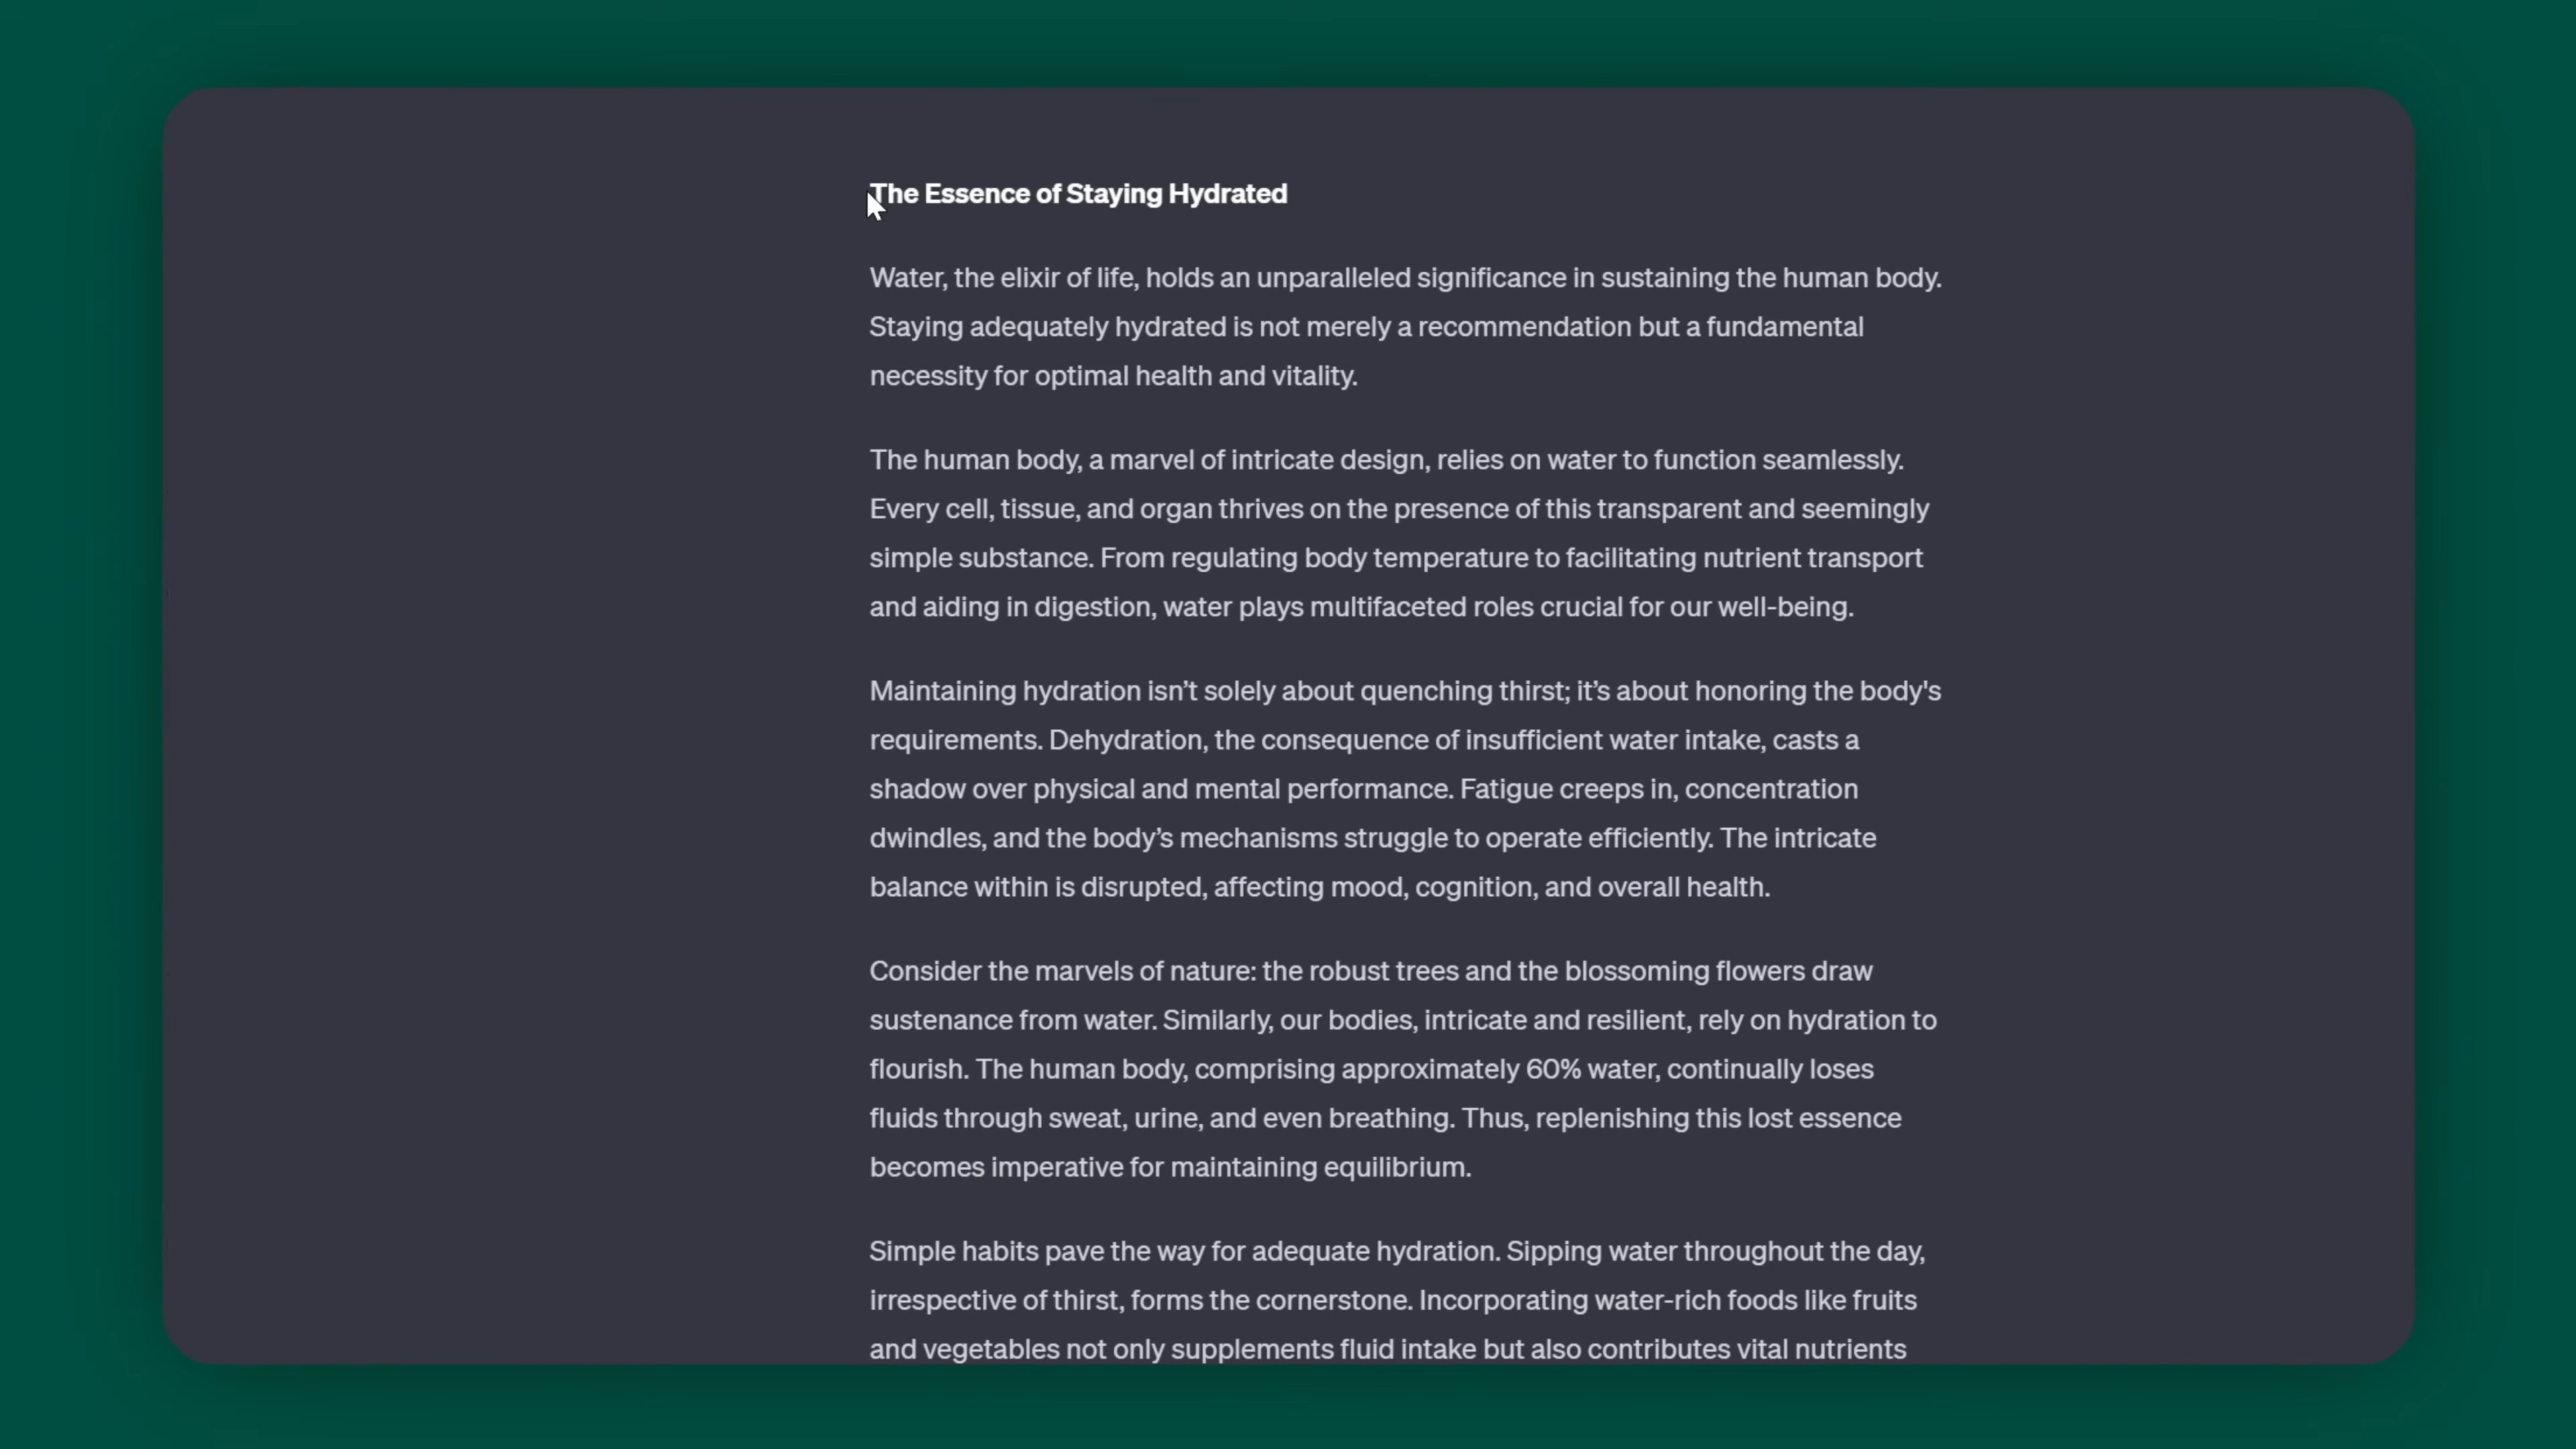 The Essence of Staying Hydrated
Water, the elixir of life, holds an unparalleled significance in sustaining the human body.
Staying adequately hydrated is not merely a recommendation but a fundamental
necessity for optimal health and vitality.
The human body, a marvel of intricate design, relies on water to function seamlessly.
Every cell, tissue, and organ thrives on the presence of this transparent and seemingly
simple substance. From regulating body temperature to facilitating nutrient transport
and aiding in digestion, water plays multifaceted roles crucial for our well-being.
Maintaining hydration isn’t solely about quenching thirst; it’s about honoring the body's
requirements. Dehydration, the consequence of insufficient water intake, casts a
shadow over physical and mental performance. Fatigue creeps in, concentration
dwindles, and the body’s mechanisms struggle to operate efficiently. The intricate
balance within is disrupted, affecting mood, cognition, and overall health.
Consider the marvels of nature: the robust trees and the blossoming flowers draw
sustenance from water. Similarly, our bodies, intricate and resilient, rely on hydration to
flourish. The human body, comprising approximately 60% water, continually loses
fluids through sweat, urine, and even breathing. Thus, replenishing this lost essence
becomes imperative for maintaining equilibrium.
Simple habits pave the way for adequate hydration. Sipping water throughout the day,
irrespective of thirst, forms the cornerstone. Incorporating water-rich foods like fruits
and vegetables not only supplements fluid intake but also contributes vital nutrients